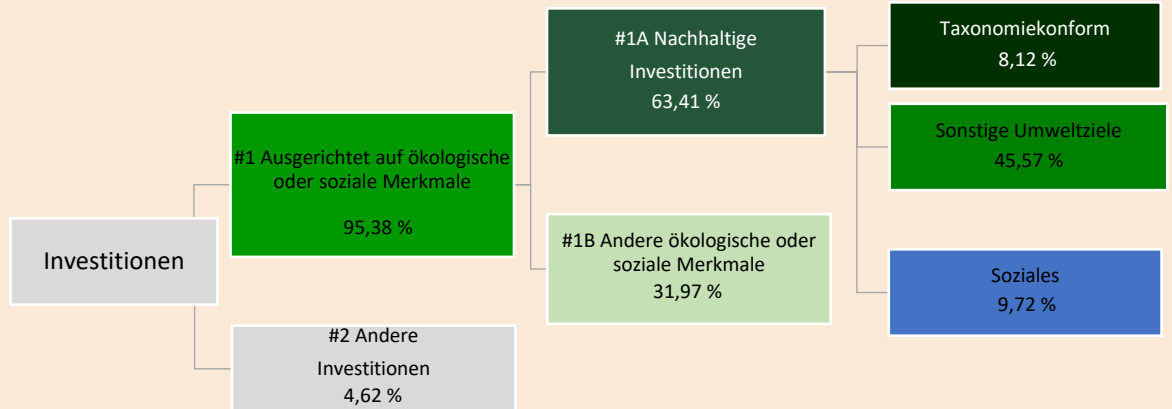 Investitionen
#1 Ausgerichtet auf ökologische
oder soziale Merkmale
95,38 %
#2 Andere
Investitionen
4,62 %
#1A Nachhaltige
Investitionen
63,41 %
#1B Andere ökologische oder
soziale Merkmale
31,97 %
Taxonomiekonform
8,12 %
Sonstige Umweltziele
45,57 %
Soziales
9,72 %